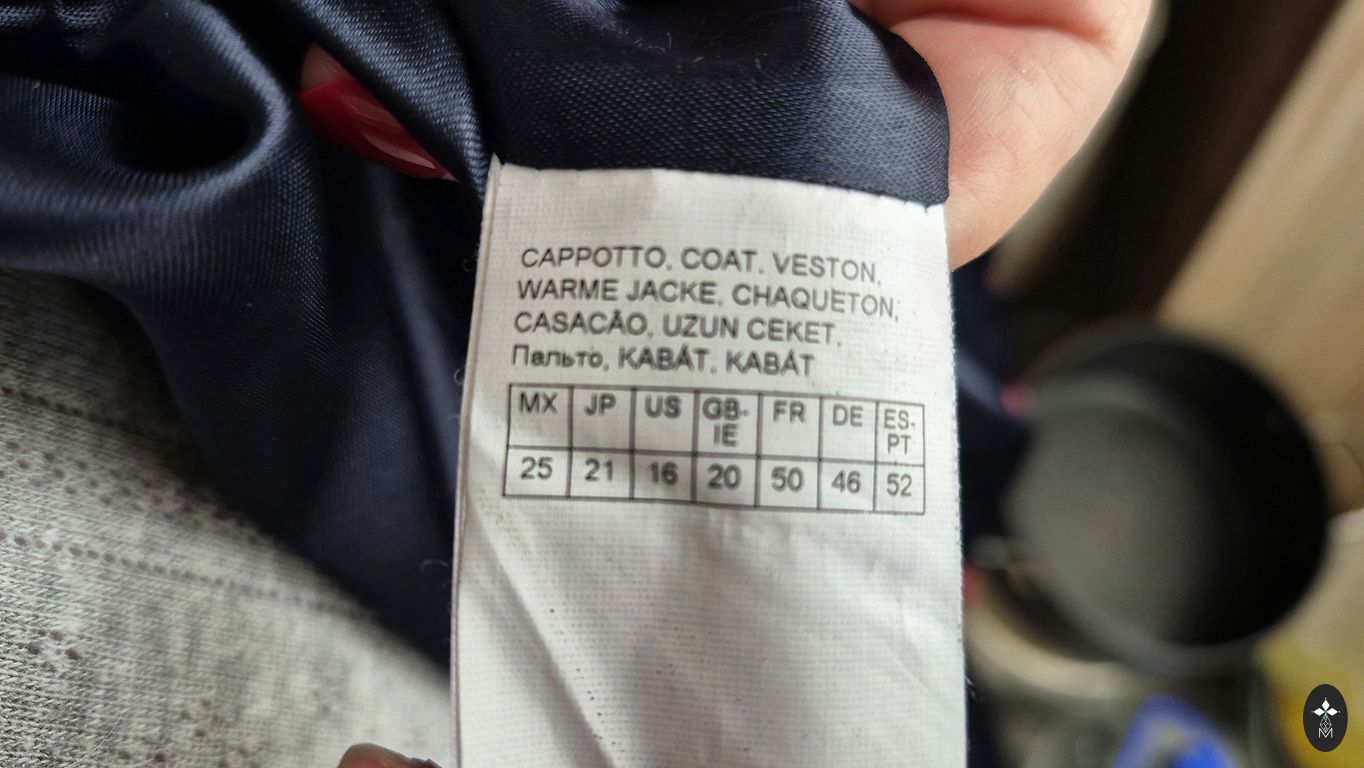 CAPPOTTO, COAT, VESTON,
WARME JACKE, CHAQUETON,
CASACÃO, UZUN CEKET,
Пальто, KABÁT, KABÁT
MX JP US GB-IE FR DE ES-PT
25 21 16 20 50 46 52
M